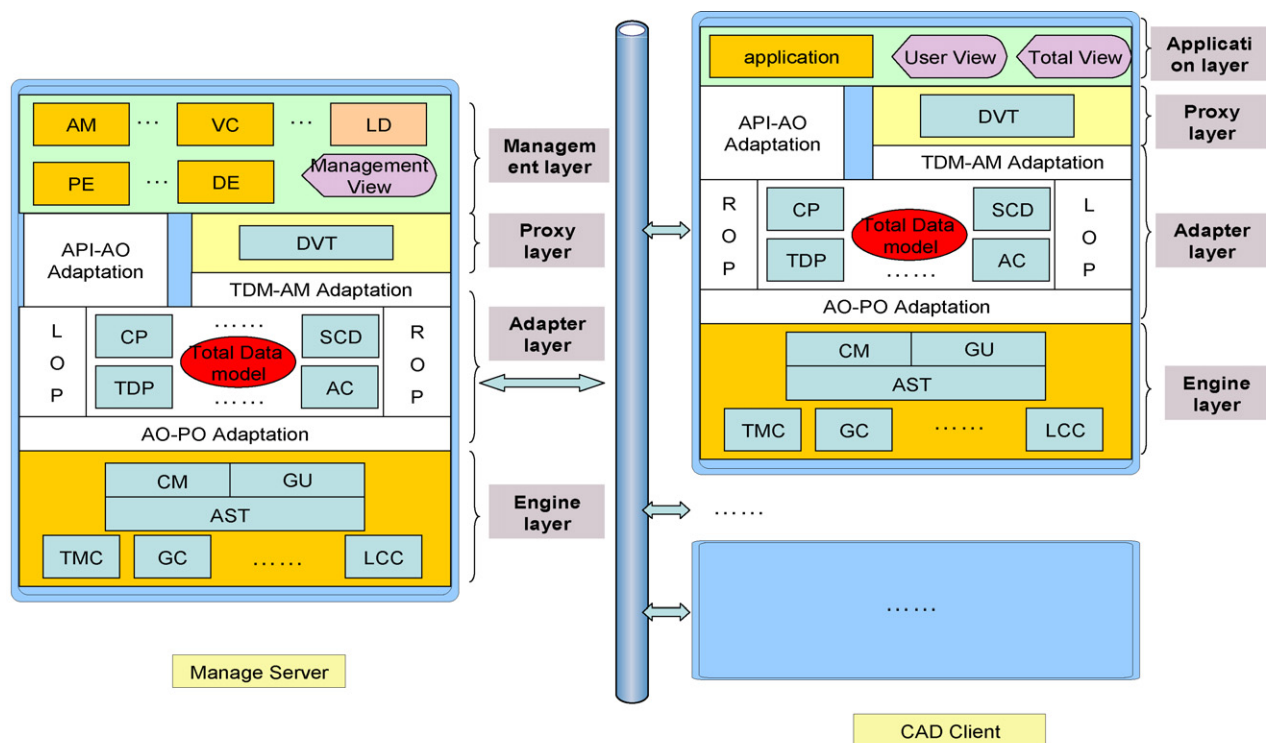 AM
...
VC
...
LD
PE
...
DE
Management
View
API-AO
Adaptation
DVT
TDM-AM Adaptation
L
O
P
CP
TDP
......
Total Data
model
......
SCD
AC
R
O
P
AO-PO Adaptation
CM
GU
AST
TMC
GC
......
LCC
Managem
ent layer
Proxy
layer
Adapter
layer
Engine
layer
Manage Server
application
User View
Total View
API-AO
Adaptation
DVT
TDM-AM Adaptation
R
O
P
CP
TDP
Total Data
model
......
SCD
AC
L
O
P
AO-PO Adaptation
CM
GU
AST
TMC
GC
......
LCC
Applicati
on layer
Proxy
layer
Adapter
layer
Engine
layer
......
......
CAD Client